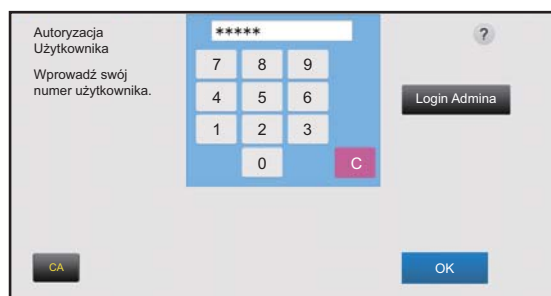 Autoryzacja
Użytkownika
Wprowadź swój
numer użytkownika.
*****
7 8 9
4 5 6
1 2 3
0 C
?
Login Admina
CA
OK